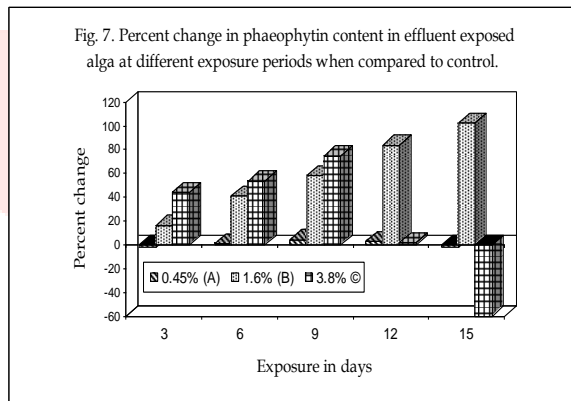 Fig. 7. Percent change in phaeophytin content in effluent exposed
alga at different exposure periods when compared to control.
Percent change
120
100
80
60
40
20
0
-20
-40
-60
0.45% (A) 1.6% (B) 3.8% ©
3 6 9 12 15
Exposure in days